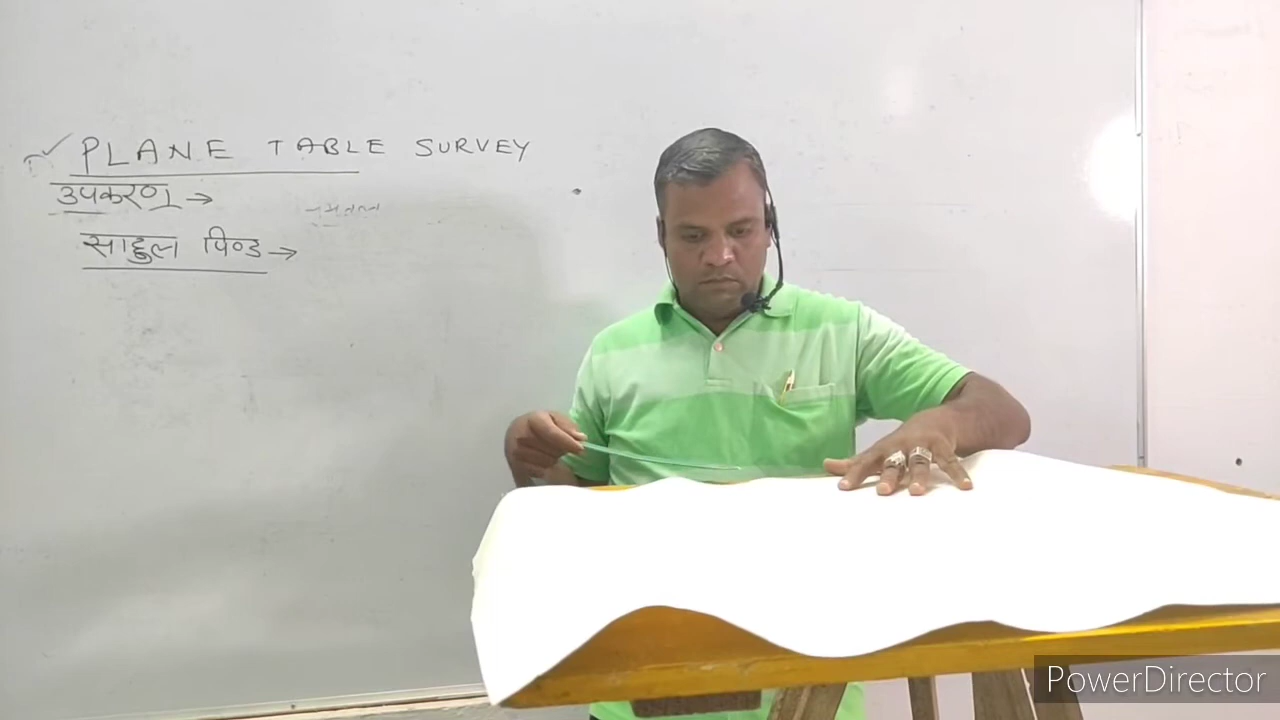 ✓ PLANE TABLE SURVEY
उपकरण →
साहुल पिण्ड →
PowerDirector